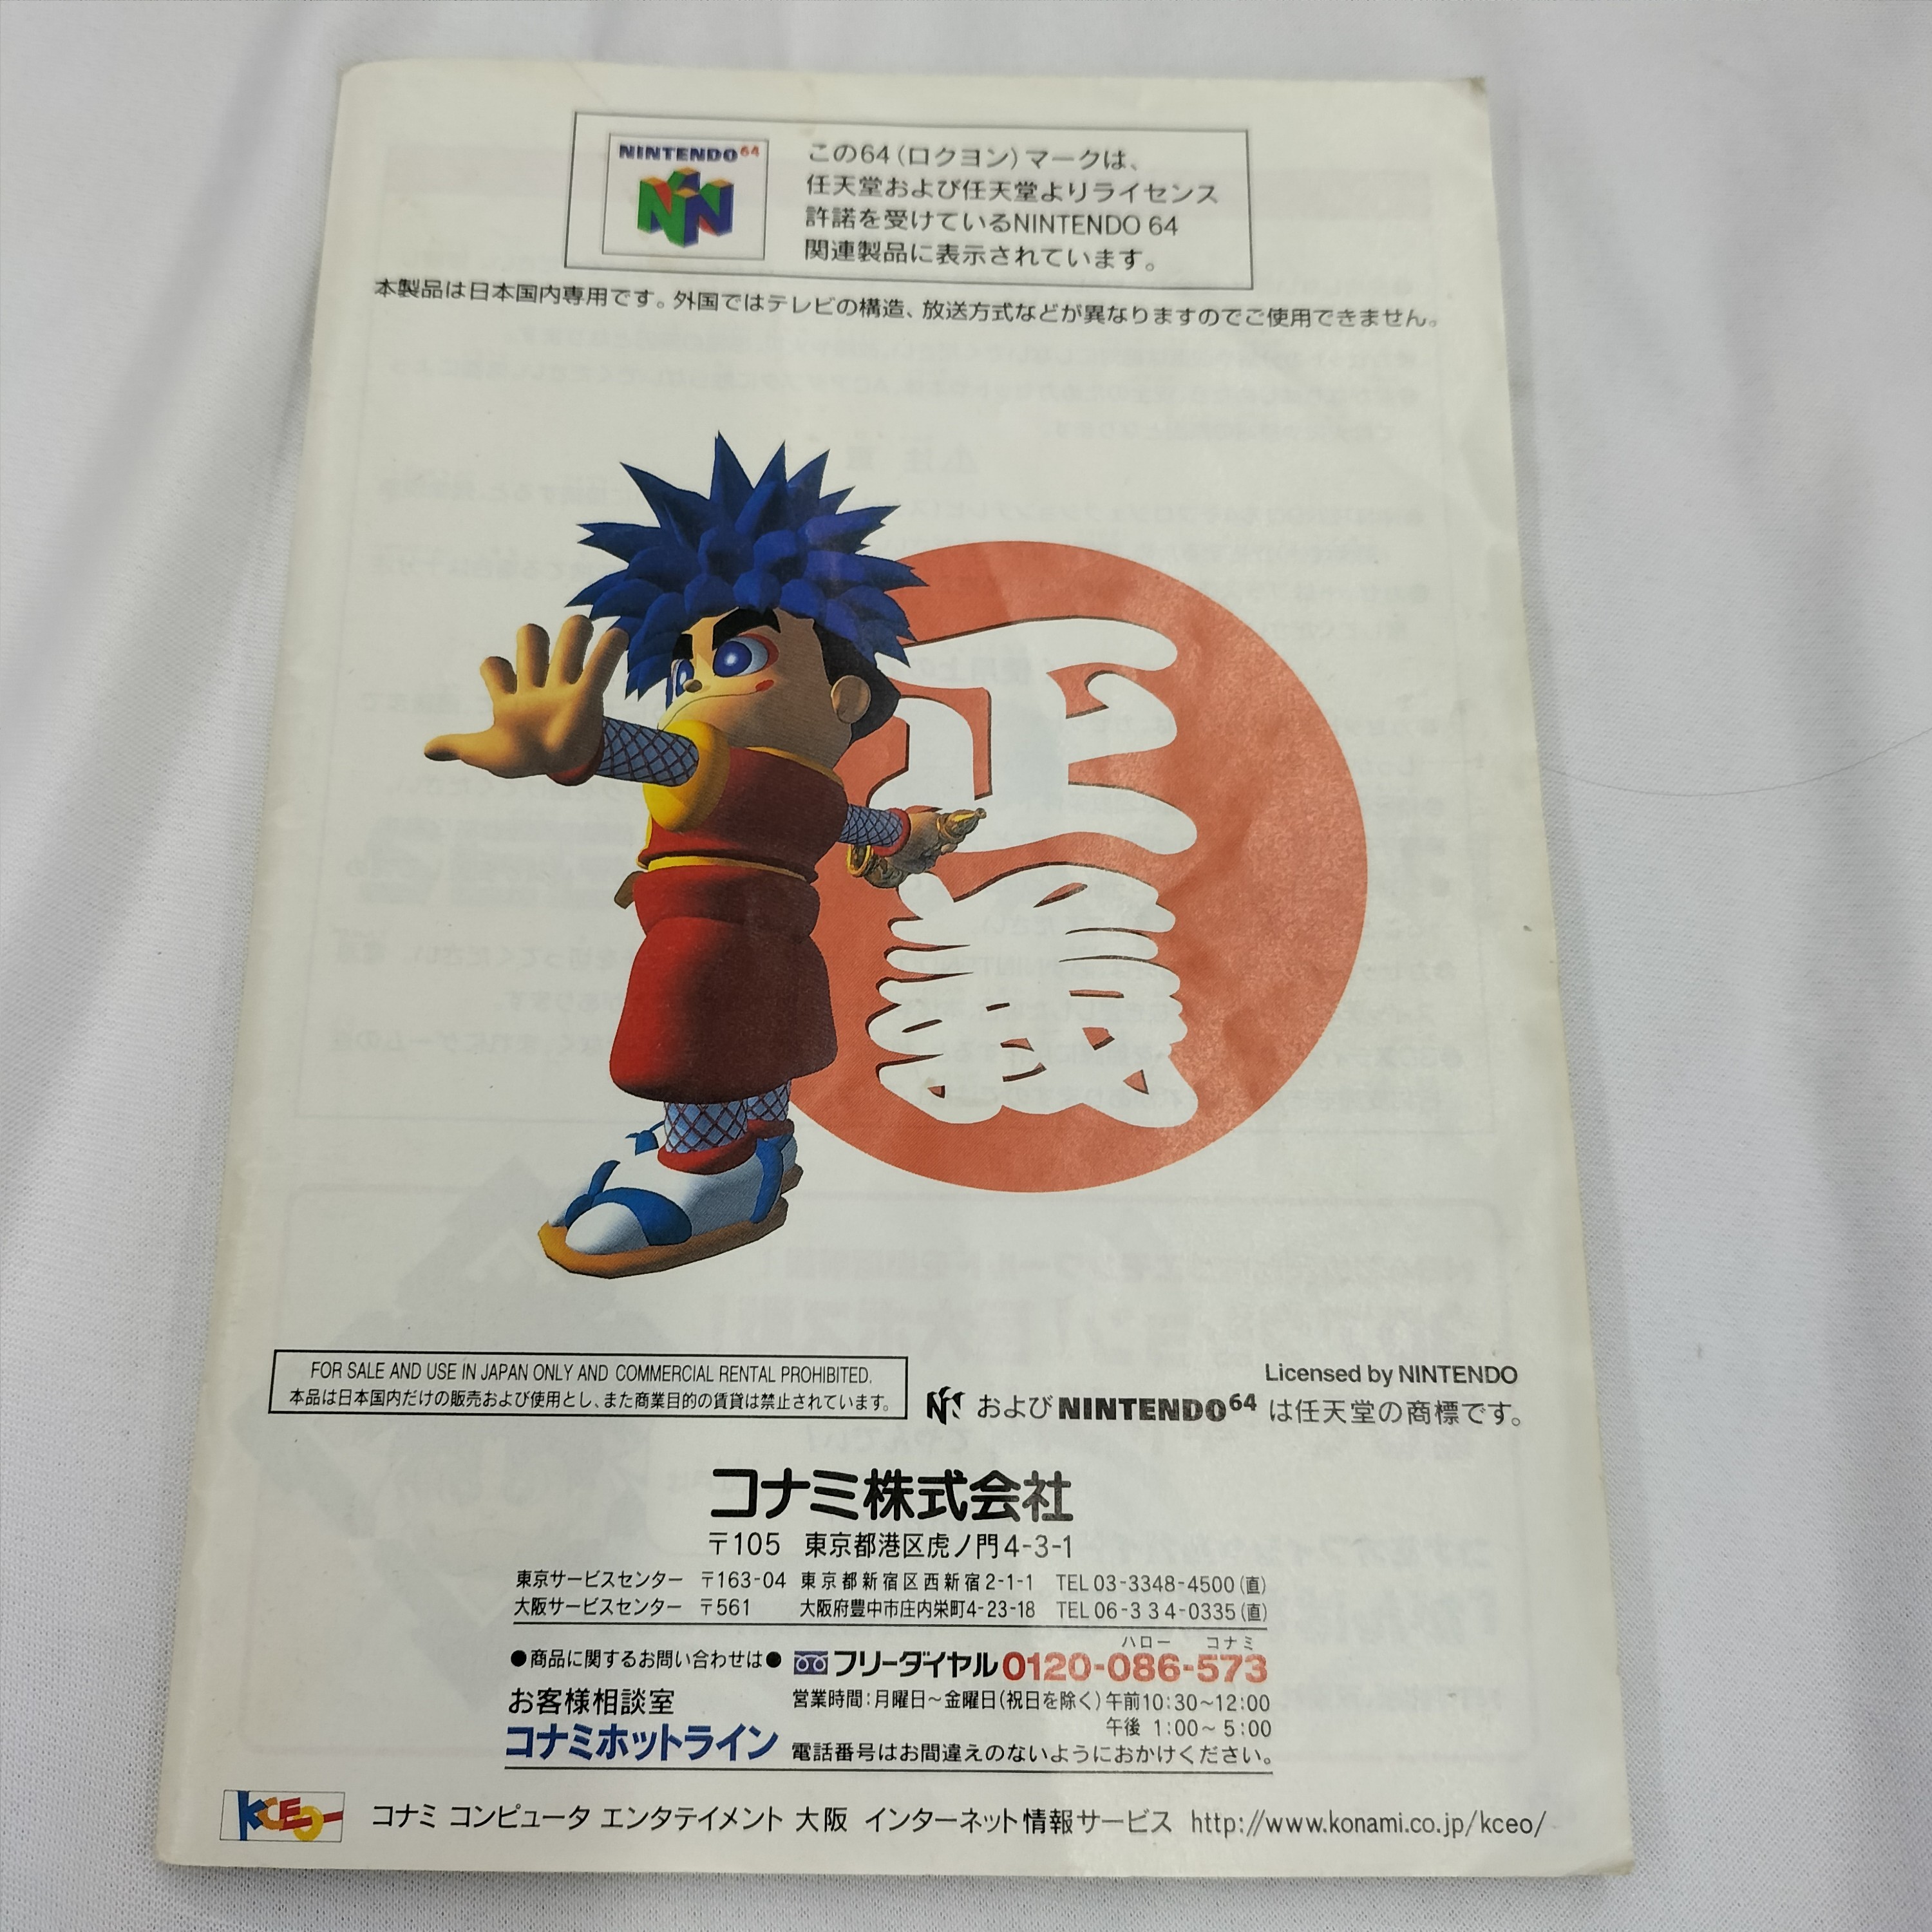 NINTENDO64
この64(ロクヨン)マークは、
任天堂および任天堂よりライセンス
許諾を受けているNINTENDO 64
関連製品に表示されています。
本製品は日本国内専用です。外国ではテレビの構造、放送方式などが異なりますのでご使用できません。
正義
FOR SALE AND USE IN JAPAN ONLY AND COMMERCIAL RENTAL PROHIBITED.
本品は日本国内だけの販売および使用とし、また商業目的の賃貸は禁止されています。
Licensed by NINTENDO
および NINTENDO64 は任天堂の商標です。
コナミ株式会社
〒105 東京都港区虎ノ門4-3-1
東京サービスセンター 〒163-04 東京都新宿区西新宿2-1-1 TEL 03-3348-4500(直)
大阪サービスセンター 〒561 大阪府豊中市庄内栄町4-23-18 TEL 06-334-0335(直)
ハロー コナミ
●商品に関するお問い合わせは● フリーダイヤル 0120-086-573
お客様相談室 営業時間:月曜日～金曜日(祝日を除く)午前10:30～12:00
午後 1:00～5:00
コナミホットライン 電話番号はお間違えのないようにおかけください。
KCEO コナミ コンピュータ エンタテイメント 大阪 インターネット情報サービス http://www.konami.co.jp/kceo/